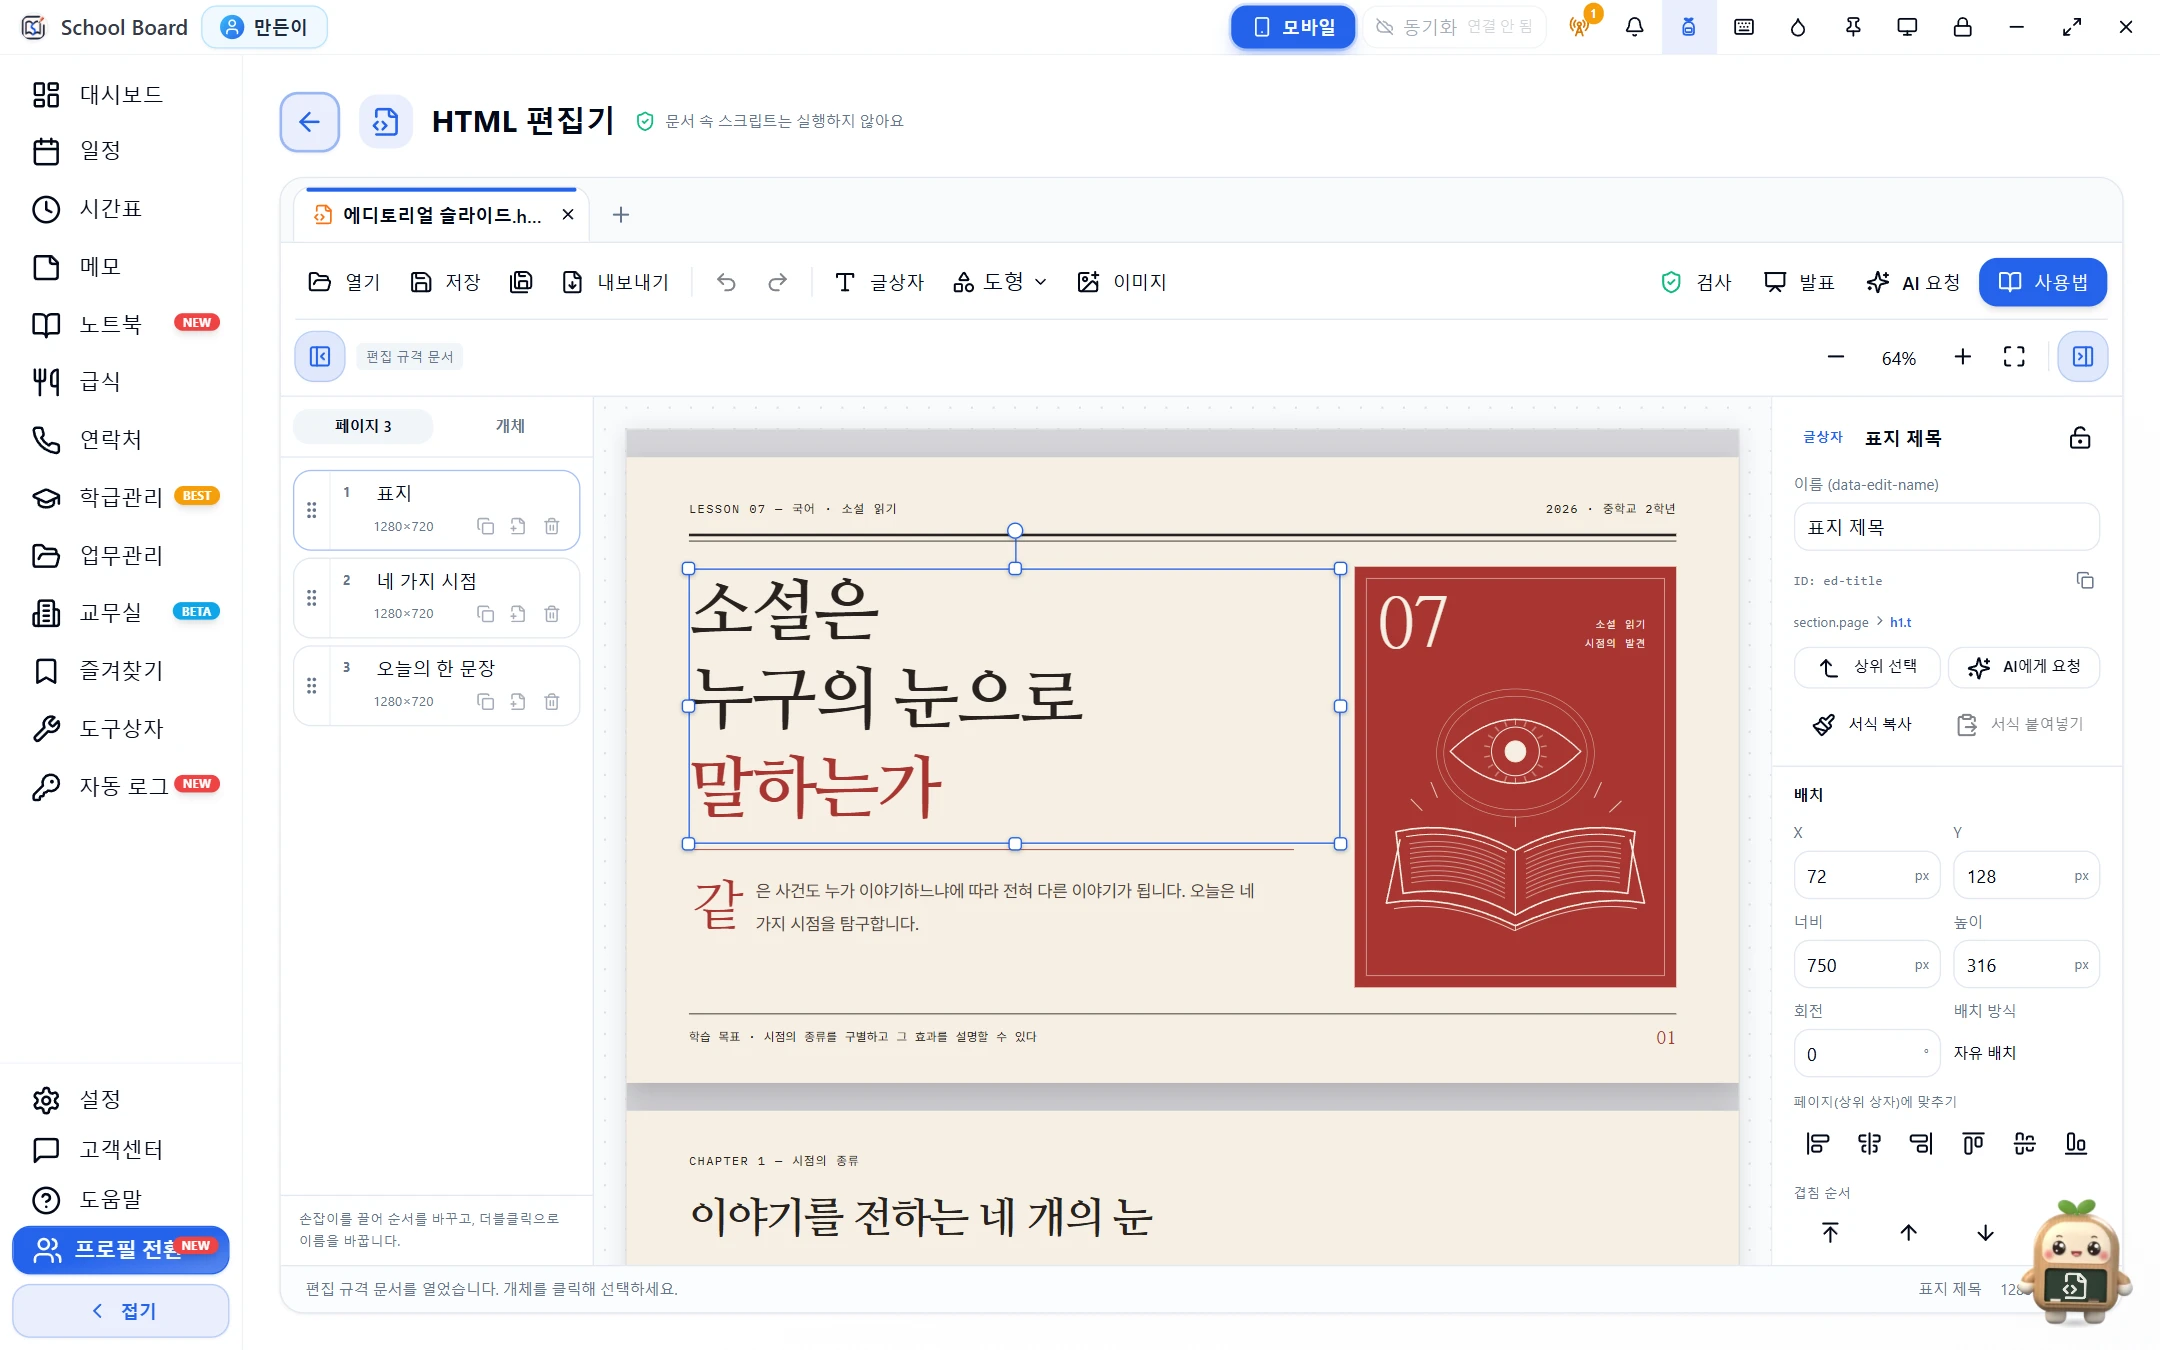 School Board
만든이
모바일
동기화 연결 안 됨
1
대시보드
일정
시간표
메모
노트북 NEW
급식
연락처
학급관리 BEST
업무관리
교무실 BETA
즐겨찾기
도구상자
자동 로그 NEW
설정
고객센터
도움말
프로필 전환 NEW
접기
HTML 편집기
문서 속 스크립트는 실행하지 않아요
에디토리얼 슬라이드.h...
열기
저장
내보내기
글상자
도형
이미지
검사
발표
AI 요청
사용법
편집 규격 문서
64%
페이지 3
개체
1 표지
1280×720
2 네 가지 시점
1280×720
3 오늘의 한 문장
1280×720
손잡이를 끌어 순서를 바꾸고, 더블클릭으로
이름을 바꿉니다.
LESSON 07 — 국어 · 소설 읽기
2026 · 중학교 2학년
소설은
누구의 눈으로
말하는가
07
소설 읽기
시점의 발견
같은 사건도 누가 이야기하느냐에 따라 전혀 다른 이야기가 됩니다. 오늘은 네
가지 시점을 탐구합니다.
학습 목표 · 시점의 종류를 구별하고 그 효과를 설명할 수 있다
01
CHAPTER 1 — 시점의 종류
이야기를 전하는 네 개의 눈
글상자 표지 제목
이름 (data-edit-name)
표지 제목
ID: ed-title
section.page > h1.t
상위 선택
AI에게 요청
서식 복사
서식 붙여넣기
배치
X
Y
72 px
128 px
너비
높이
750 px
316 px
회전
배치 방식
0 °
자유 배치
페이지(상위 상자)에 맞추기
겹침 순서
편집 규격 문서를 열었습니다. 개체를 클릭해 선택하세요.
표지 제목